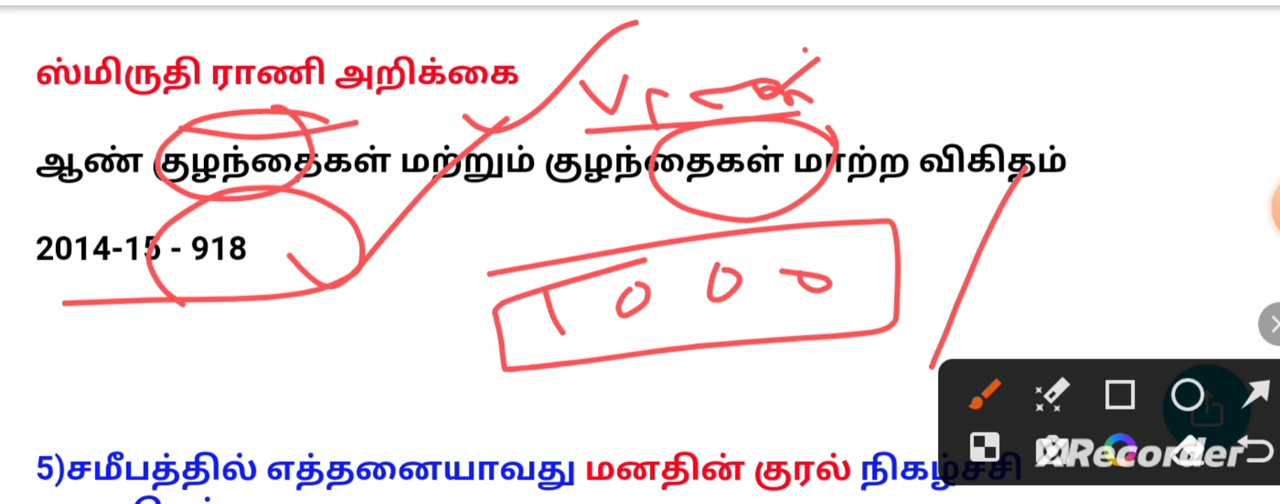 ஸ்மிருதி ராணி அறிக்கை
ஆண் குழந்தைகள் மற்றும் குழந்தைகள் மாற்ற விகிதம்
2014-15 - 918
1000
5)சமீபத்தில் எத்தனையாவது மனதின் குரல் நிகழ்ச்சி
XRecorder